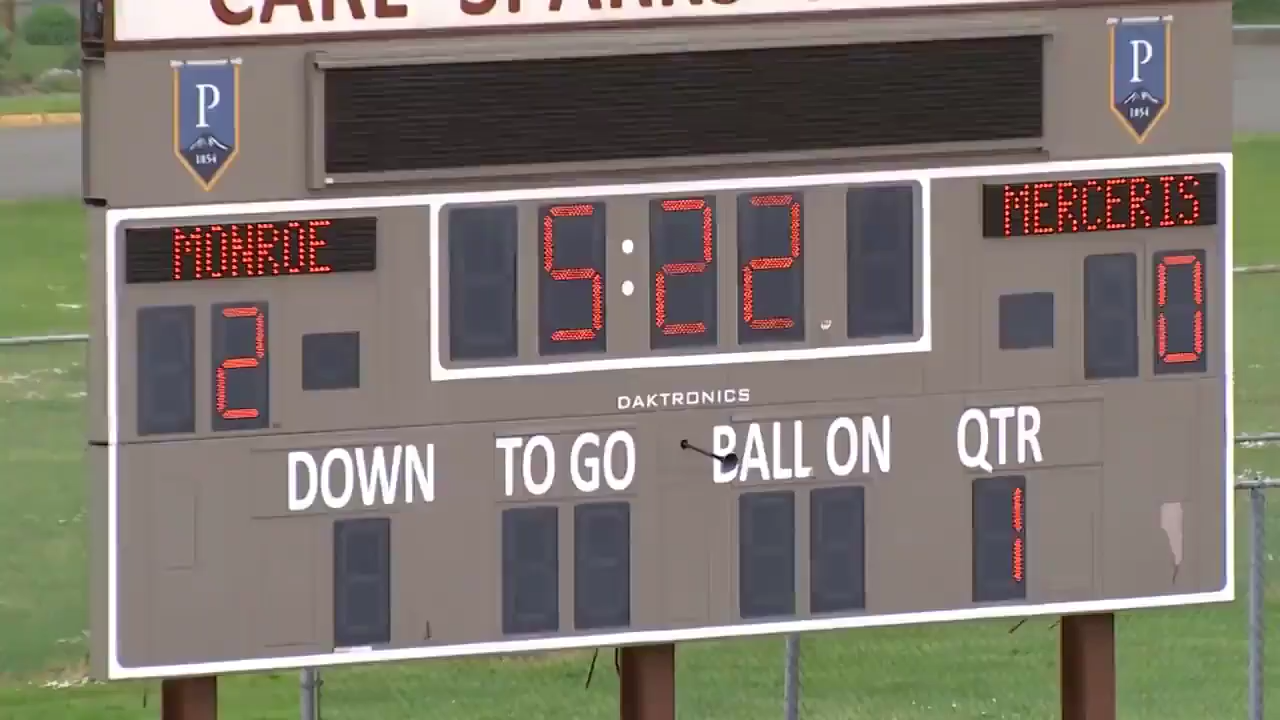 P
1854
P
1854
MONROE
5:22
MERCERIS
2
0
DAKTRONICS
DOWN TO GO BALL ON QTR
1